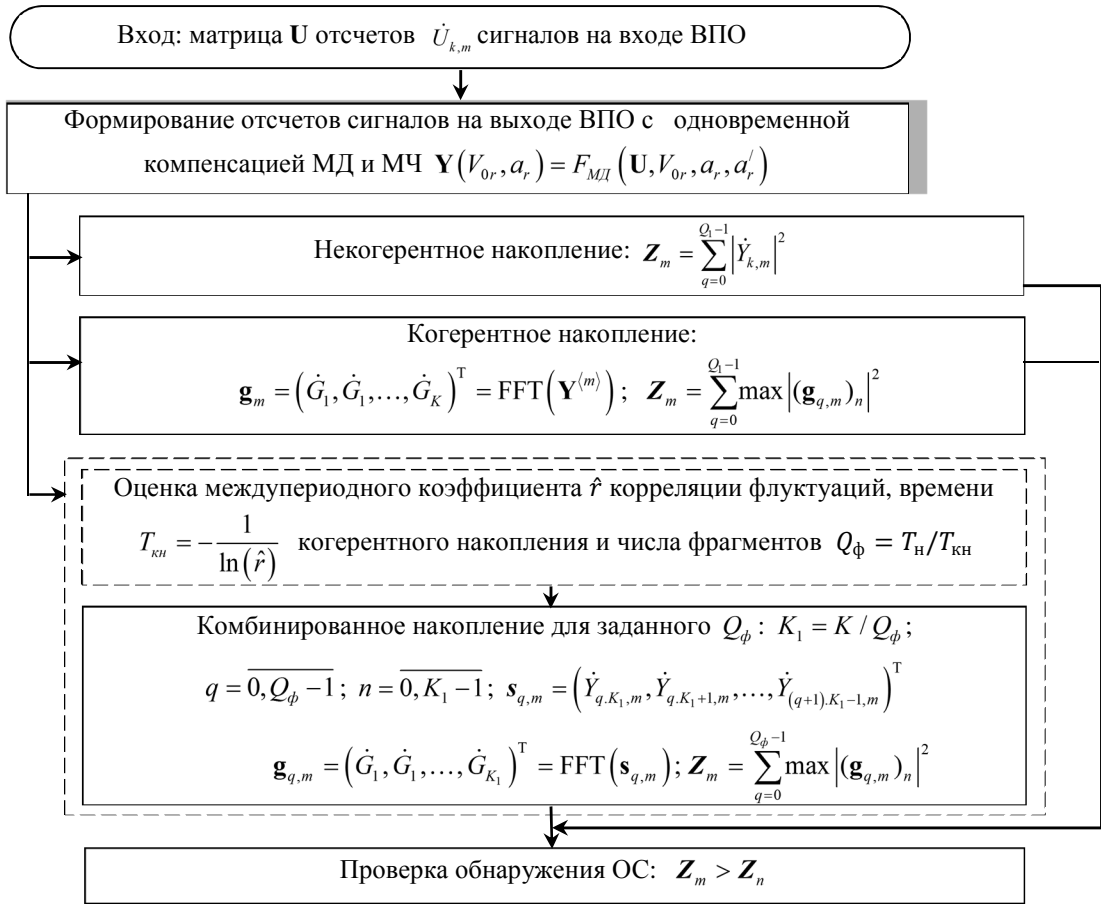 Вход: матрица U отсчетов U̇_{k,m} сигналов на входе ВПО
Формирование отсчетов сигналов на выходе ВПО с одновременной
компенсацией МД и МЧ Y(V_{0r}, a_r) = F_{МД}(U, V_{0r}, a_r, a_r^/)
Некогерентное накопление: Z_m = ∑_{q=0}^{Q_1-1} |Ẏ_{k,m}|^2
Когерентное накопление:
g_m = (Ġ_1, Ġ_1, …, Ġ_K)^T = FFT(Y^{⟨m⟩}) ; Z_m = ∑_{q=0}^{Q_1-1} max |(g_{q,m})_n|^2
Оценка междупериодного коэффициента r̂ корреляции флуктуаций, времени
T_{кн} = -\frac{1}{ln(r̂)} когерентного накопления и числа фрагментов Q_ф = T_н/T_{кн}
Комбинированное накопление для заданного Q_ф : K_1 = K / Q_ф ;
q = \overline{0, Q_ф − 1} ; n = \overline{0, K_1 − 1} ; s_{q,m} = (Ẏ_{q.K_1,m}, Ẏ_{q.K_1+1,m}, …, Ẏ_{(q+1).K_1−1,m})^T
g_{q,m} = (Ġ_1, Ġ_1, …, Ġ_{K_1})^T = FFT(s_{q,m}) ; Z_m = ∑_{q=0}^{Q_ф-1} max |(g_{q,m})_n|^2
Проверка обнаружения ОС: Z_m > Z_n